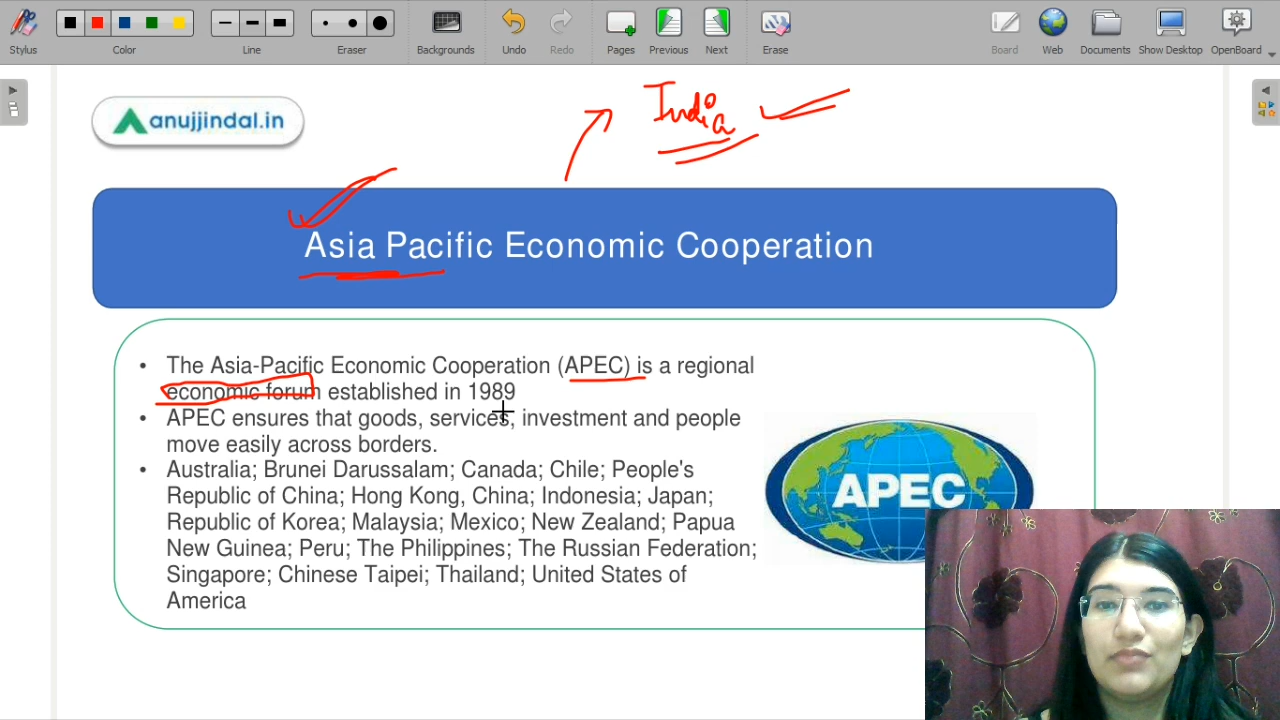 Stylus
Color
Line
Eraser
Backgrounds
Undo
Redo
Pages
Previous
Next
Erase
Board
Web
Documents
Show Desktop
OpenBoard
India
anujjindal.in
Asia Pacific Economic Cooperation
• The Asia-Pacific Economic Cooperation (APEC) is a regional
economic forum established in 1989
• APEC ensures that goods, services, investment and people
move easily across borders.
• Australia; Brunei Darussalam; Canada; Chile; People's
Republic of China; Hong Kong, China; Indonesia; Japan;
Republic of Korea; Malaysia; Mexico; New Zealand; Papua
New Guinea; Peru; The Philippines; The Russian Federation;
Singapore; Chinese Taipei; Thailand; United States of
America
APEC